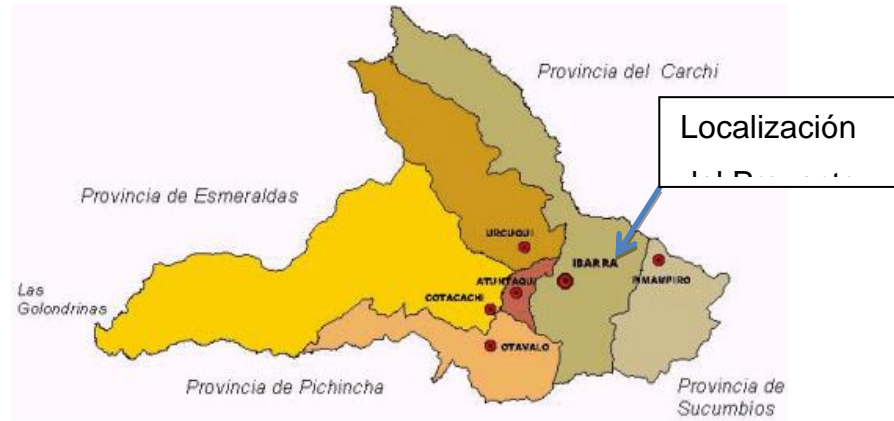 Provincia del Carchi
Localización
Provincia de Esmeraldas
URCUQUI
IBARRA
ATUNTAQUI
PIMAMPIRO
COTACACHI
Las
Golondrinas
OTAVALO
Provincia de Pichincha
Provincia de
Sucumbios